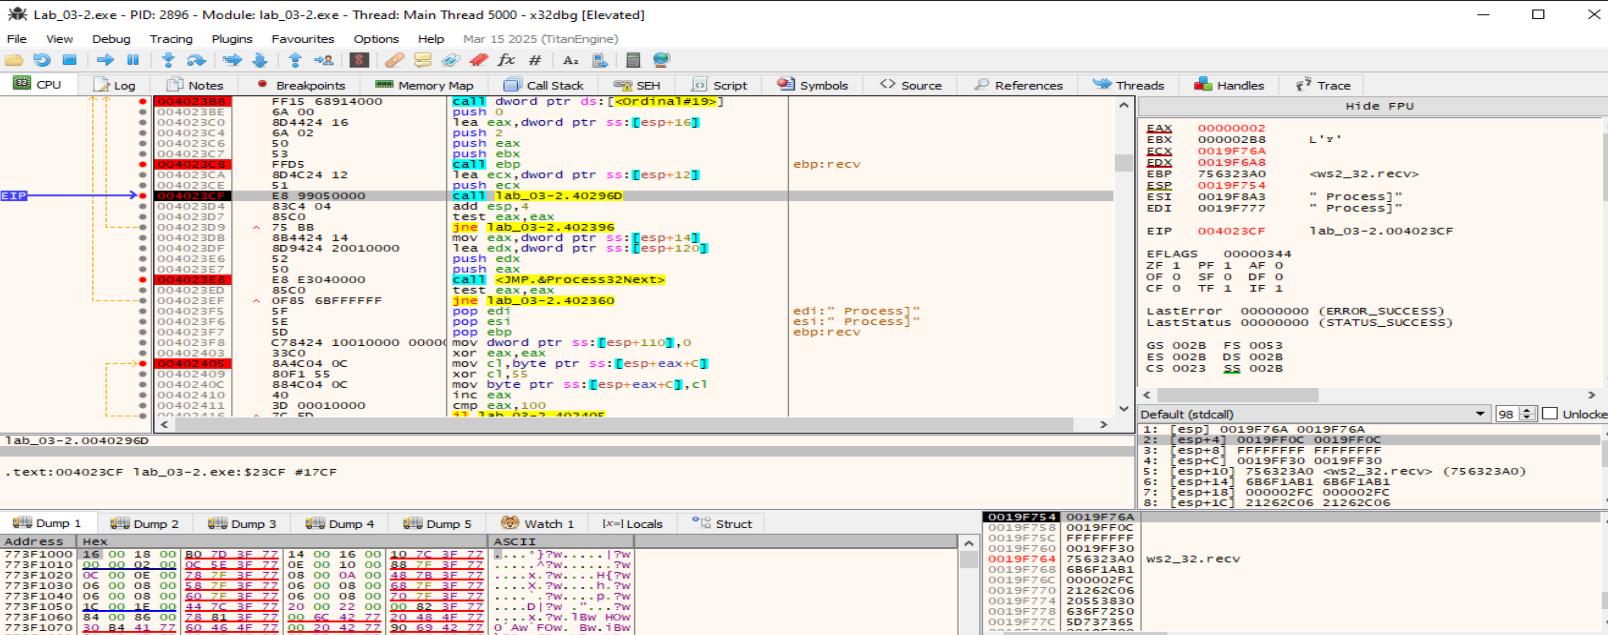 Lab_03-2.exe - PID: 2896 - Module: lab_03-2.exe - Thread: Main Thread 5000 - x32dbg [Elevated]
File View Debug Tracing Plugins Favourites Options Help Mar 15 2025 (TitanEngine)
CPU Log Notes Breakpoints Memory Map Call Stack SEH Script Symbols Source References Threads Handles Trace
004023B8 FF15 68914000 call dword ptr ds:[<Ordinal#19>]
004023BE 6A 00 push 0
004023C0 8D4424 16 lea eax,dword ptr ss:[esp+16]
004023C4 6A 02 push 2
004023C6 50 push eax
004023C7 53 push ebx
004023C8 FFD5 call ebp ebp:recv
004023CA 8D4C24 12 lea ecx,dword ptr ss:[esp+12]
004023CE 51 push ecx
EIP 004023CF E8 99050000 call lab_03-2.40296D
004023D4 83C4 04 add esp,4
004023D7 85C0 test eax,eax
004023D9 75 BB jne lab_03-2.402396
004023DB 8B4424 14 mov eax,dword ptr ss:[esp+14]
004023DF 8D9424 20010000 lea edx,dword ptr ss:[esp+120]
004023E6 52 push edx
004023E7 50 push eax
004023E8 E8 E3040000 call <JMP.&Process32Next>
004023ED 85C0 test eax,eax
004023EF 0F85 6BFFFFFF jne lab_03-2.402360
004023F5 5F pop edi edi:" Process]"
004023F6 5E pop esi esi:" Process]"
004023F7 5D pop ebp ebp:recv
004023F8 C78424 10010000 0000 mov dword ptr ss:[esp+110],0
00402403 33C0 xor eax,eax
00402405 8A4C04 0C mov cl,byte ptr ss:[esp+eax+C]
00402409 80F1 55 xor cl,55
0040240C 884C04 0C mov byte ptr ss:[esp+eax+C],cl
00402410 40 inc eax
00402411 3D 00010000 cmp eax,100
00402416 7C ED jl lab_03-2.402405
Hide FPU
EAX 00000002
EBX 000002B8
ECX 0019F76A
EDX 0019F6A8
EBP 756323A0 <ws2_32.recv>
ESP 0019F754
ESI 0019F8A3 " Process]"
EDI 0019F777 " Process]"
EIP 004023CF lab_03-2.004023CF
EFLAGS 00000344
ZF 1 PF 1 AF 0
OF 0 SF 0 DF 0
CF 0 TF 1 IF 1
LastError 00000000 (ERROR_SUCCESS)
LastStatus 00000000 (STATUS_SUCCESS)
GS 002B FS 0053
ES 002B DS 002B
CS 0023 SS 002B
Default (stdcall) 98 Unlocke
1: [esp] 0019F76A 0019F76A
2: [esp+4] 0019FF0C 0019FF0C
3: [esp+8] FFFFFFFF FFFFFFFF
4: [esp+C] 0019FF30 0019FF30
5: [esp+10] 756323A0 <ws2_32.recv> (756323A0)
6: [esp+14] 6B6F1AB1 6B6F1AB1
7: [esp+18] 000002FC 000002FC
8: [esp+1C] 21262C06 21262C06
lab_03-2.0040296D
.text:004023CF lab_03-2.exe:$23CF #17CF
Dump 1 Dump 2 Dump 3 Dump 4 Dump 5 Watch 1 [x=] Locals Struct
Address Hex ASCII
773F1000 16 00 18 00 B0 7D 3F 77 14 00 16 00 10 7C 3F 77
773F1010 00 00 02 00 0C 5E 3F 77 0E 00 10 00 88 7F 3F 77
773F1020 0C 00 0E 00 78 7F 3F 77 08 00 0A 00 48 7B 3F 77
773F1030 06 00 08 00 58 7F 3F 77 06 00 08 00 68 7F 3F 77
773F1040 06 00 08 00 60 7F 3F 77 06 00 08 00 70 7F 3F 77
773F1050 1C 00 1E 00 44 7C 3F 77 20 00 22 00 00 82 3F 77
773F1060 84 00 86 00 78 81 3F 77 00 6C 42 77 20 48 4F 77
773F1070 30 B4 41 77 60 46 4F 77 00 20 42 77 90 69 42 77
0019F754 0019F76A
0019F758 0019FF0C
0019F75C FFFFFFFF
0019F760 0019FF30
0019F764 756323A0 ws2_32.recv
0019F768 6B6F1AB1
0019F76C 000002FC
0019F770 21262C06
0019F774 20553830
0019F778 636F7250
0019F77C 5D737365